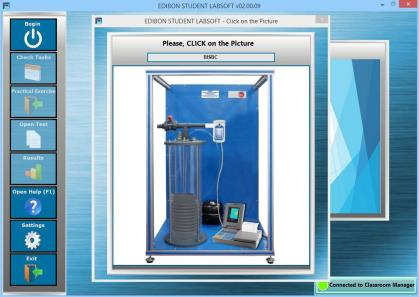 EDIBON STUDENT LABSOFT v02.00.09
EDIBON STUDENT LABSOFT - Click on the Picture
Begin
Check Tasks
Practical Exercise
Open Test
Results
Open Help (F1)
Settings
Exit
Please, CLICK on the Picture
Connected to Classroom Manager